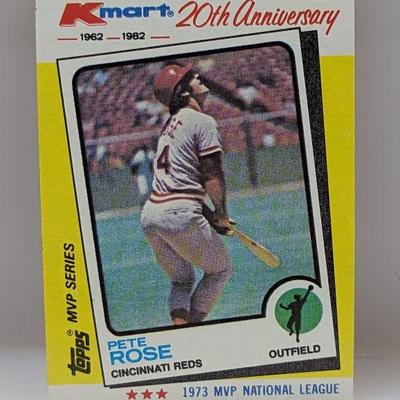 Kmart® 20th Anniversary
1962 - 1982
topps® MVP SERIES
4
PETE
ROSE
CINCINNATI REDS
OUTFIELD
1973 MVP NATIONAL LEAGUE